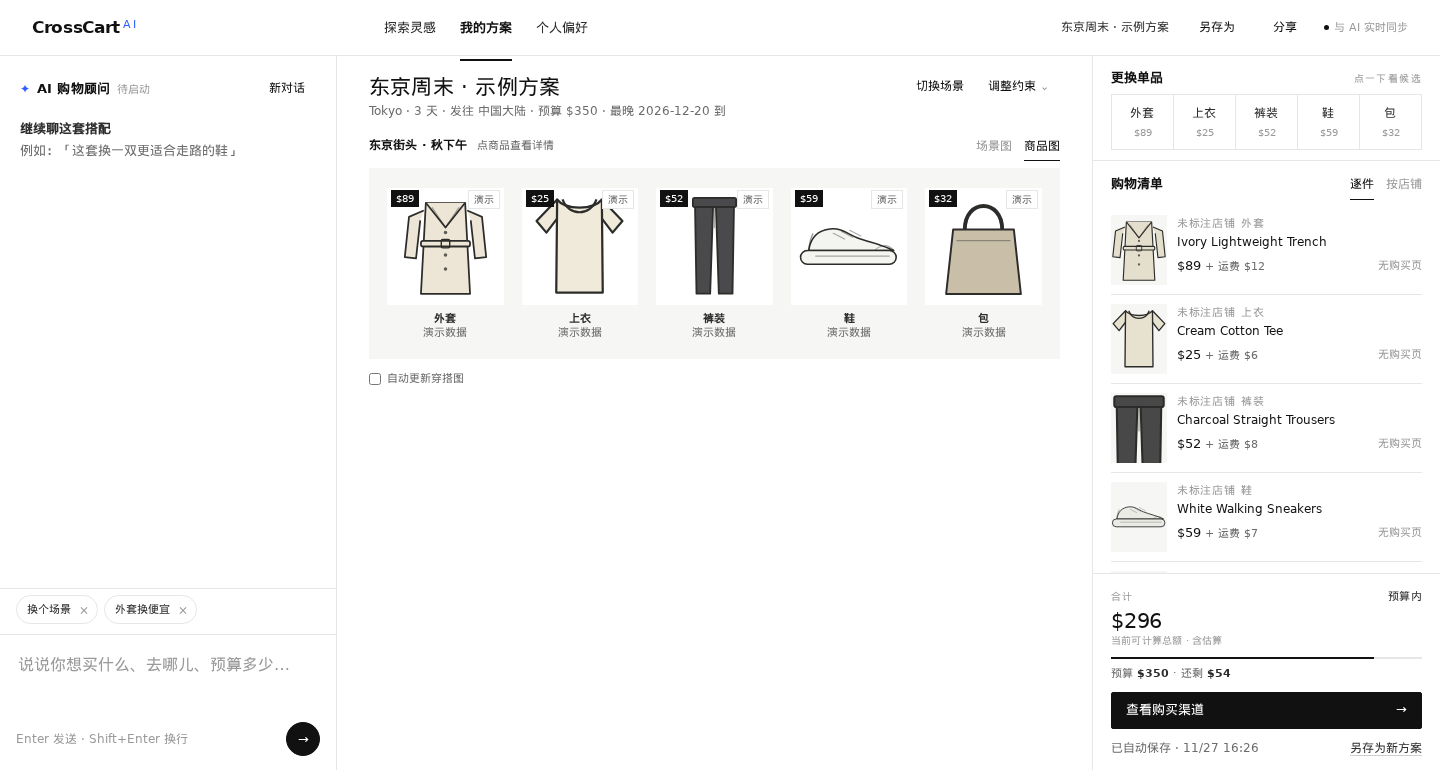 CrossCart AI
探索灵感
我的方案
个人偏好
东京周末 · 示例方案
另存为
分享
与 AI 实时同步
✦ AI 购物顾问 待启动
新对话
继续聊这套搭配
例如：「这套换一双更适合走路的鞋」
换个场景 ×
外套换便宜 ×
说说你想买什么、去哪儿、预算多少…
Enter 发送 · Shift+Enter 换行
→
东京周末 · 示例方案
切换场景
调整约束
Tokyo · 3 天 · 发往 中国大陆 · 预算 $350 · 最晚 2026-12-20 到
东京街头 · 秋下午 点商品查看详情
场景图
商品图
$89 演示
外套
演示数据
$25 演示
上衣
演示数据
$52 演示
裤装
演示数据
$59 演示
鞋
演示数据
$32 演示
包
演示数据
自动更新穿搭图
更换单品
点一下看候选
外套
$89
上衣
$25
裤装
$52
鞋
$59
包
$32
购物清单
逐件
按店铺
未标注店铺 外套
Ivory Lightweight Trench
$89 + 运费 $12
无购买页
未标注店铺 上衣
Cream Cotton Tee
$25 + 运费 $6
无购买页
未标注店铺 裤装
Charcoal Straight Trousers
$52 + 运费 $8
无购买页
未标注店铺 鞋
White Walking Sneakers
$59 + 运费 $7
无购买页
合计
预算内
$296
当前可计算总额 · 含估算
预算 $350 · 还剩 $54
查看购买渠道 →
已自动保存 · 11/27 16:26
另存为新方案